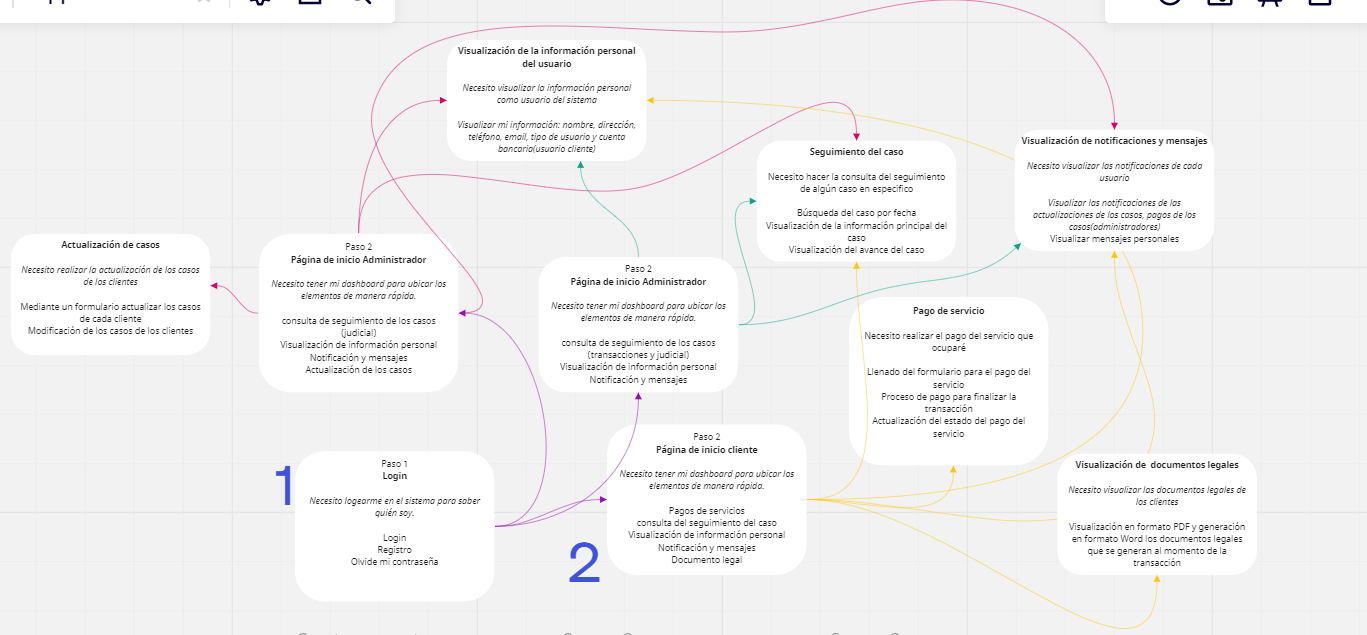 Visualización de la información personal
del usuario
Necesito visualizar la información personal
como usuario del sistema
Visualizar mi información: nombre, dirección,
teléfono, email, tipo de usuario y cuenta
bancaria(usuario cliente)
Seguimiento del caso
Necesito hacer la consulta del seguimiento
de algún caso en especifico
Búsqueda del caso por fecha
Visualización de la información principal del
caso
Visualización del avance del caso
Visualización de notificaciones y mensajes
Necesito visualizar las notificaciones de cada
usuario
Visualizar las notificaciones de las
actualizaciones de los casos, pagos de los
casos(administradores)
Visualizar mensajes personales
Actualización de casos
Necesito realizar la actualización de los casos
de los clientes
Mediante un formulario actualizar los casos
de cada cliente
Modificación de los casos de los clientes
Paso 2
Página de inicio Administrador
Necesito tener mi dashboard para ubicar los
elementos de manera rápida.
consulta de seguimiento de los casos
(judicial)
Visualización de información personal
Notificación y mensajes
Actualización de los casos
Paso 2
Página de inicio Administrador
Necesito tener mi dashboard para ubicar los
elementos de manera rápida.
consulta de seguimiento de los casos
(transacciones y judicial)
Visualización de información personal
Notificación y mensajes
Pago de servicio
Necesito realizar el pago del servicio que
ocuparé
Llenado del formulario para el pago del
servicio
Proceso de pago para finalizar la
transacción
Actualización del estado del pago del
servicio
1
Paso 1
Login
Necesito logearme en el sistema para saber
quién soy.
Login
Registro
Olvide mi contraseña
2
Paso 2
Página de inicio cliente
Necesito tener mi dashboard para ubicar los
elementos de manera rápida.
Pagos de servicios
consulta del seguimiento del caso
Visualización de información personal
Notificación y mensajes
Documento legal
Visualización de documentos legales
Necesito visualizar las documentos legales de
los clientes
Visualización en formato PDF y generación
en formato Word los documentos legales
que se generan al momento de la
transacción